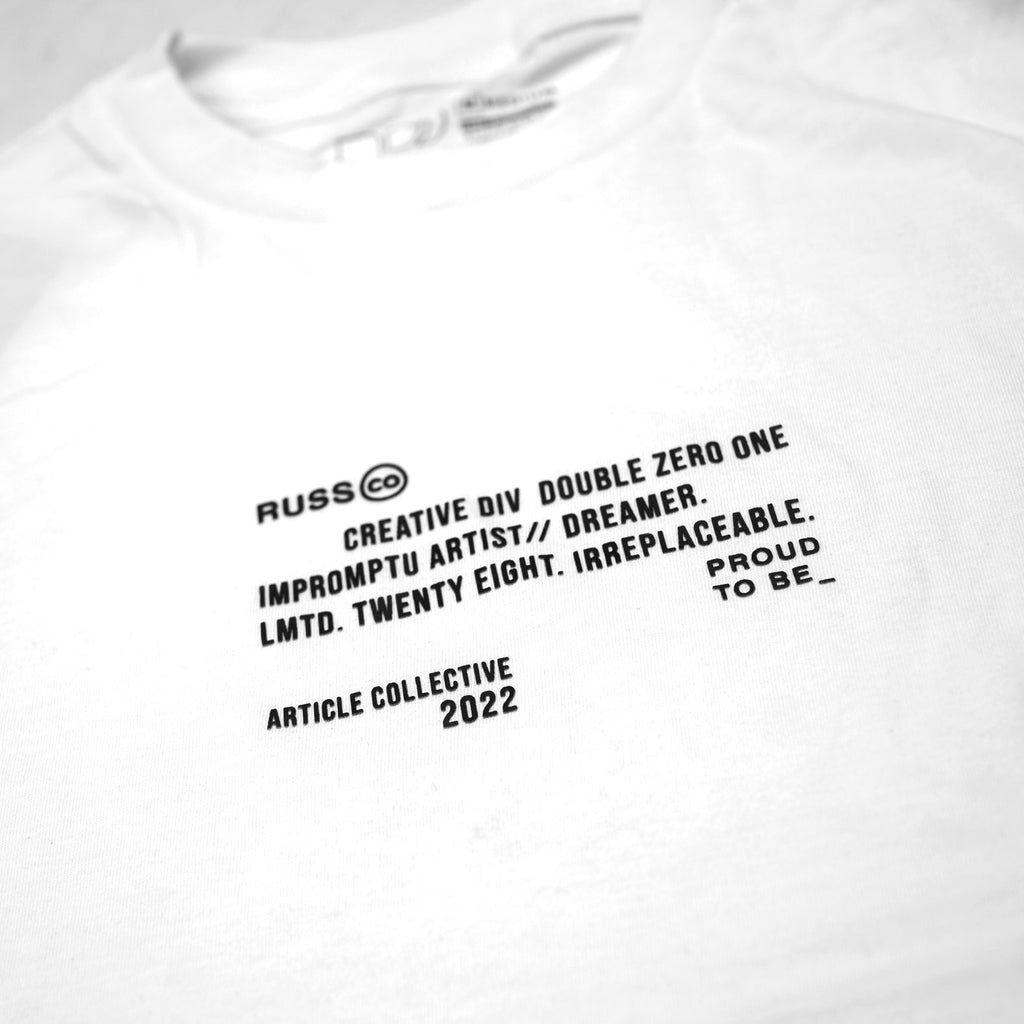 RUSS CO
CREATIVE DIV DOUBLE ZERO ONE
IMPROMPTU ARTIST// DREAMER.
LMTD. TWENTY EIGHT. IRREPLACEABLE.
PROUD
TO BE_
ARTICLE COLLECTIVE
2022